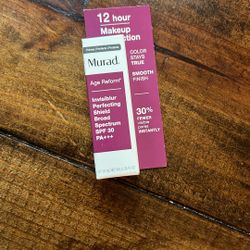 12 hour
Makeup
COLOR
STAYS
TRUE
SMOOTH
FINISH
30%
FEWER
INSTANTLY
Murad.
Age Reform
Invisiblur
Perfecting
Shield
Broad
Spectrum
SPF 30
PA+++